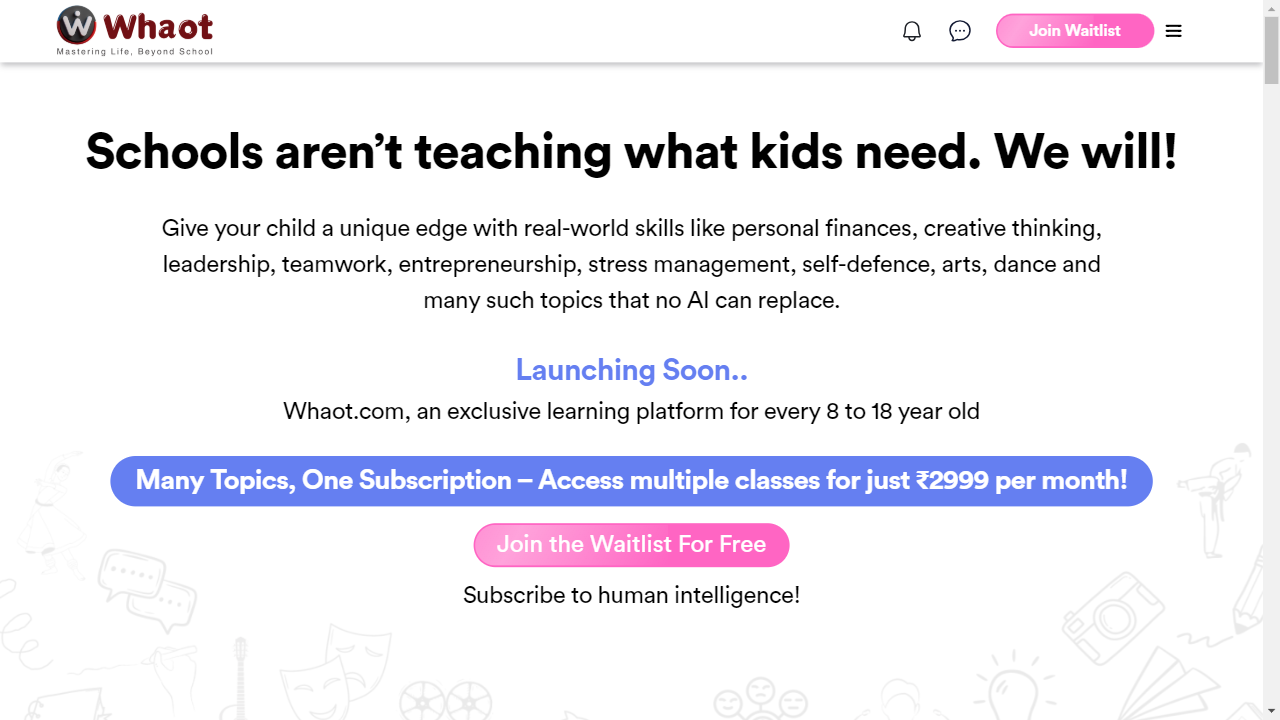 Whaot
Mastering Life, Beyond School
Join Waitlist
Schools aren’t teaching what kids need. We will!
Give your child a unique edge with real-world skills like personal finances, creative thinking,
leadership, teamwork, entrepreneurship, stress management, self-defence, arts, dance and
many such topics that no AI can replace.
Launching Soon..
Whaot.com, an exclusive learning platform for every 8 to 18 year old
Many Topics, One Subscription – Access multiple classes for just ₹2999 per month!
Join the Waitlist For Free
Subscribe to human intelligence!